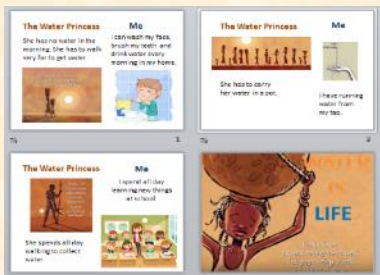 The Water Princess
She has no water in the
morning. She has to walk
very far to get water.
Me
I can wash my face,
brush my teeth and
drink water every
morning in my home.
1
The Water Princess
She has to carry
her water in a pot.
Me
I have running
water from
my tap.
2
The Water Princess
She spends all day
walking to collect
water
Me
I spend all day
learning new things
at school
3
WATER
IS
LIFE